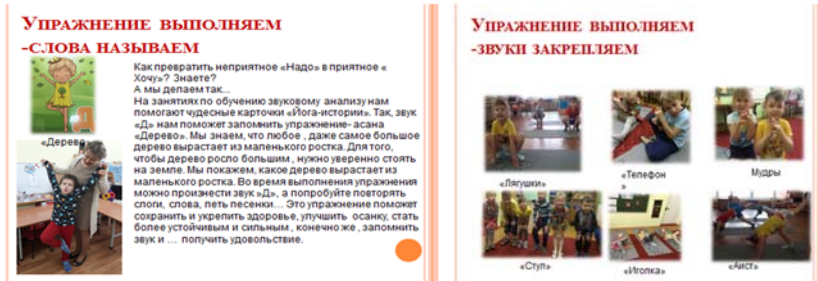 Упражнение выполняем
-слова называем
Как превратить неприятное «Надо» в приятное «
Хочу»? Знаете?
А мы делаем так...
На занятиях по обучению звуковому анализу нам
помогают чудесные карточки «Йога-истории». Так, звук
«Д» нам поможет запомнить упражнение- асана
«Дерево». Мы знаем, что любое , даже самое большое
дерево вырастает из маленького ростка. Для того,
чтобы дерево росло большим , нужно уверенно стоять
на земле. Мы покажем, какое дерево вырастает из
маленького ростка. Во время выполнения упражнения
можно произнести звук »Д», а попробуйте повторять
слоги, слова, петь песенки... Это упражнение поможет
сохранить и укрепить здоровье, улучшить осанку, стать
более устойчивым и сильным , конечно же , запомнить
звук и ... получить удовольствие.
«Дерево»
Упражнение выполняем
-звуки закрепляем
«Лягушки»
«Телефон
»
Мудры
«Стул»
«Иголка»
«Аист»